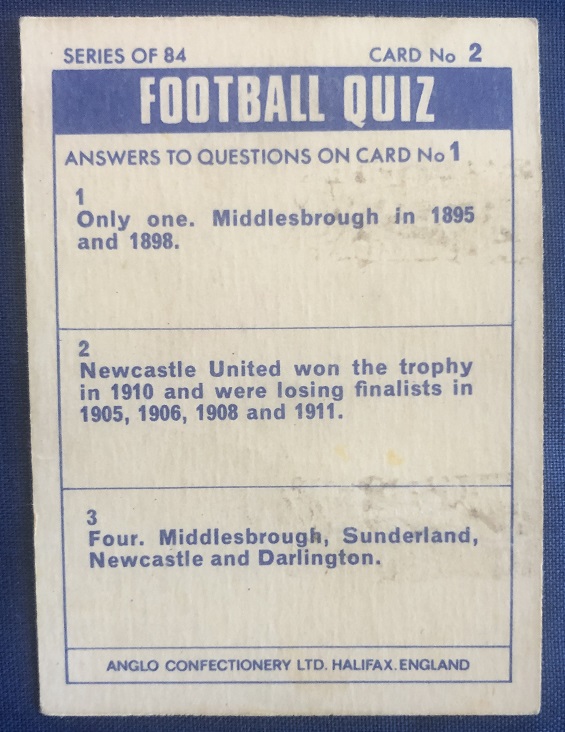 SERIES OF 84 CARD No 2
FOOTBALL QUIZ
ANSWERS TO QUESTIONS ON CARD No 1
1
Only one. Middlesbrough in 1895
and 1898.
2
Newcastle United won the trophy
in 1910 and were losing finalists in
1905, 1906, 1908 and 1911.
3
Four. Middlesbrough, Sunderland,
Newcastle and Darlington.
ANGLO CONFECTIONERY LTD. HALIFAX. ENGLAND